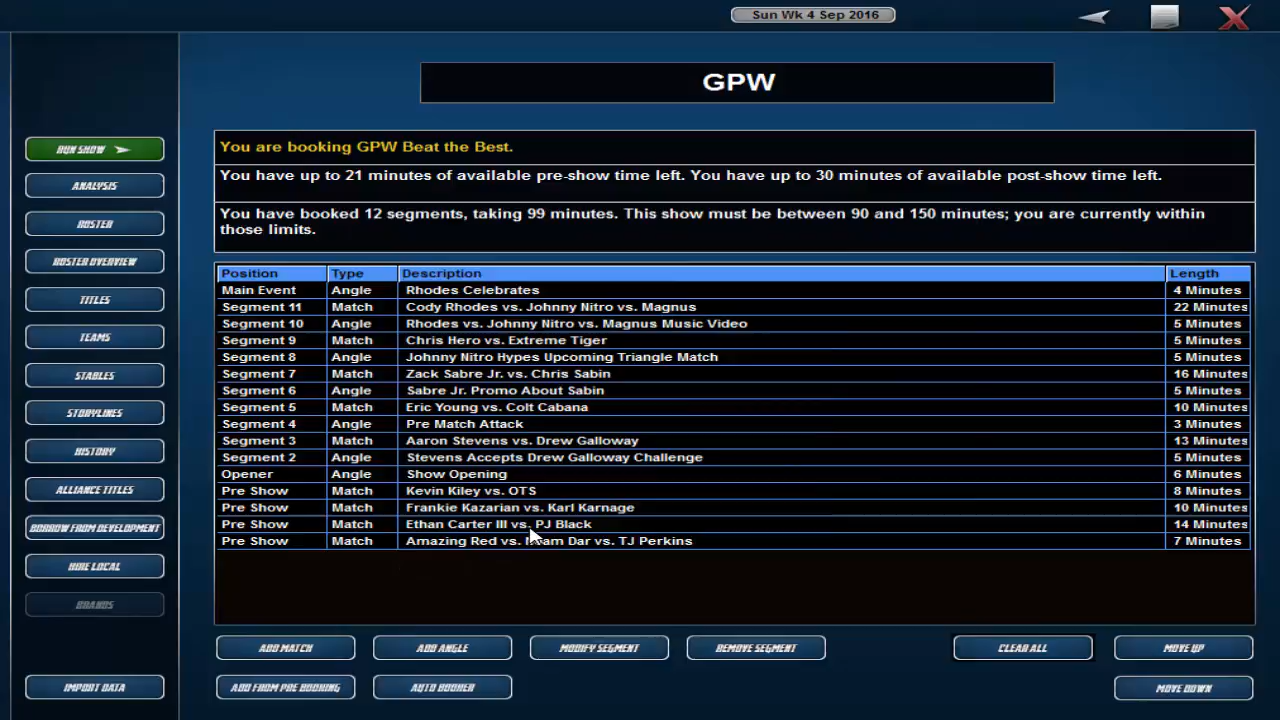 Sun Wk 4 Sep 2016
GPW
RUN SHOW
ANALYSIS
ROSTER
ROSTER OVERVIEW
TITLES
TEAMS
STABLES
STORYLINES
HISTORY
ALLIANCE TITLES
BORROW FROM DEVELOPMENT
HIRE LOCAL
BRANDS
IMPORT DATA
You are booking GPW Beat the Best.
You have up to 21 minutes of available pre-show time left. You have up to 30 minutes of available post-show time left.
You have booked 12 segments, taking 99 minutes. This show must be between 90 and 150 minutes; you are currently within
those limits.
Position Type Description Length
Main Event Angle Rhodes Celebrates 4 Minutes
Segment 11 Match Cody Rhodes vs. Johnny Nitro vs. Magnus 22 Minutes
Segment 10 Angle Rhodes vs. Johnny Nitro vs. Magnus Music Video 5 Minutes
Segment 9 Match Chris Hero vs. Extreme Tiger 5 Minutes
Segment 8 Angle Johnny Nitro Hypes Upcoming Triangle Match 5 Minutes
Segment 7 Match Zack Sabre Jr. vs. Chris Sabin 16 Minutes
Segment 6 Angle Sabre Jr. Promo About Sabin 5 Minutes
Segment 5 Match Eric Young vs. Colt Cabana 10 Minutes
Segment 4 Angle Pre Match Attack 3 Minutes
Segment 3 Match Aaron Stevens vs. Drew Galloway 13 Minutes
Segment 2 Angle Stevens Accepts Drew Galloway Challenge 5 Minutes
Opener Angle Show Opening 6 Minutes
Pre Show Match Kevin Kiley vs. OTS 8 Minutes
Pre Show Match Frankie Kazarian vs. Karl Karnage 10 Minutes
Pre Show Match Ethan Carter III vs. PJ Black 14 Minutes
Pre Show Match Amazing Red vs. Dar vs. TJ Perkins 7 Minutes
ADD MATCH ADD ANGLE MODIFY SEGMENT REMOVE SEGMENT CLEAR ALL MOVE UP
ADD FROM PRE BOOKING AUTO BOOKER MOVE DOWN